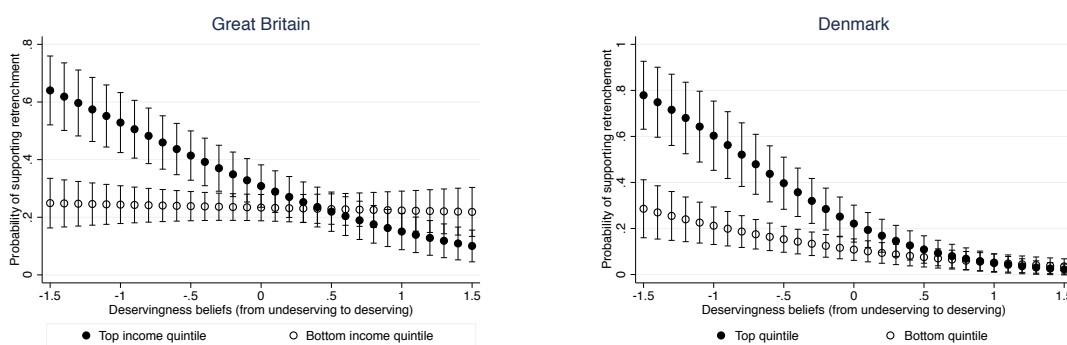 Great Britain
Probability of supporting retrenchment
.8
.6
.4
.2
0
-1.5
-1
-.5
0
.5
1
1.5
Deservingness beliefs (from undeserving to deserving)
Top income quintile
Bottom income quintile
Denmark
Probability of supporting retrenchement
1
.8
.6
.4
.2
0
-1.5
-1
-.5
0
.5
1
1.5
Deservingness beliefs (from undeserving to deserving)
Top quintile
Bottom quintile